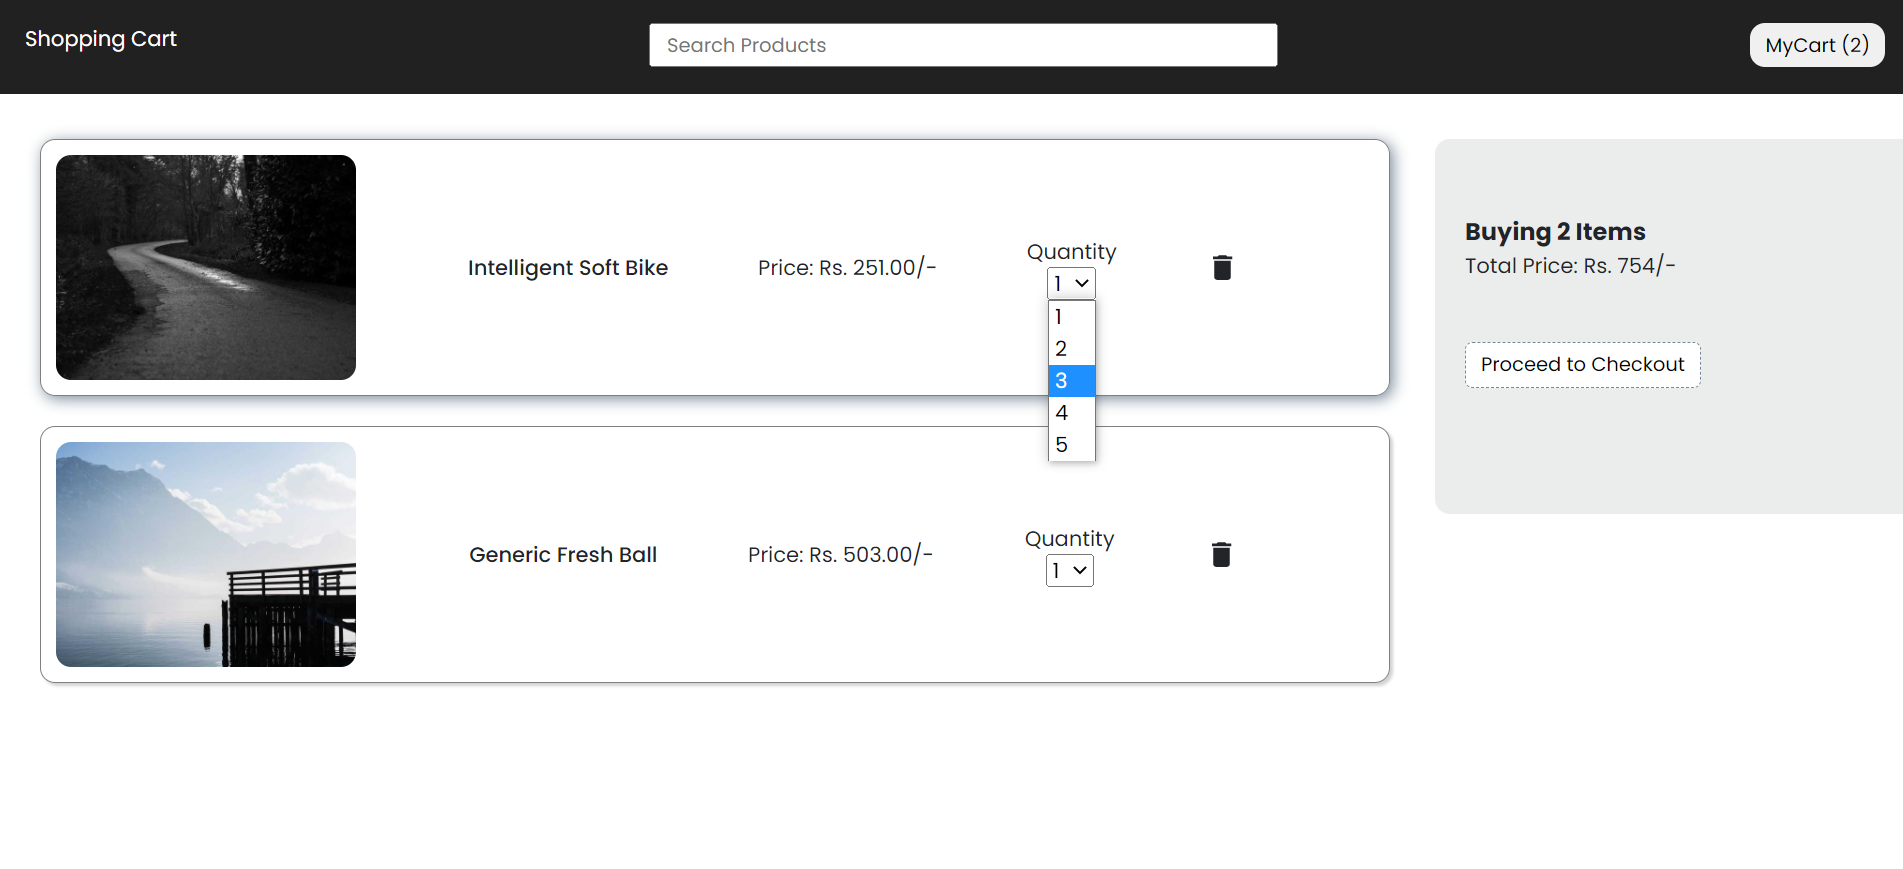 Shopping Cart
Search Products
MyCart (2)
Intelligent Soft Bike
Price: Rs. 251.00/-
Quantity
1
1
2
3
4
5
Generic Fresh Ball
Price: Rs. 503.00/-
Quantity
1
Buying 2 Items
Total Price: Rs. 754/-
Proceed to Checkout